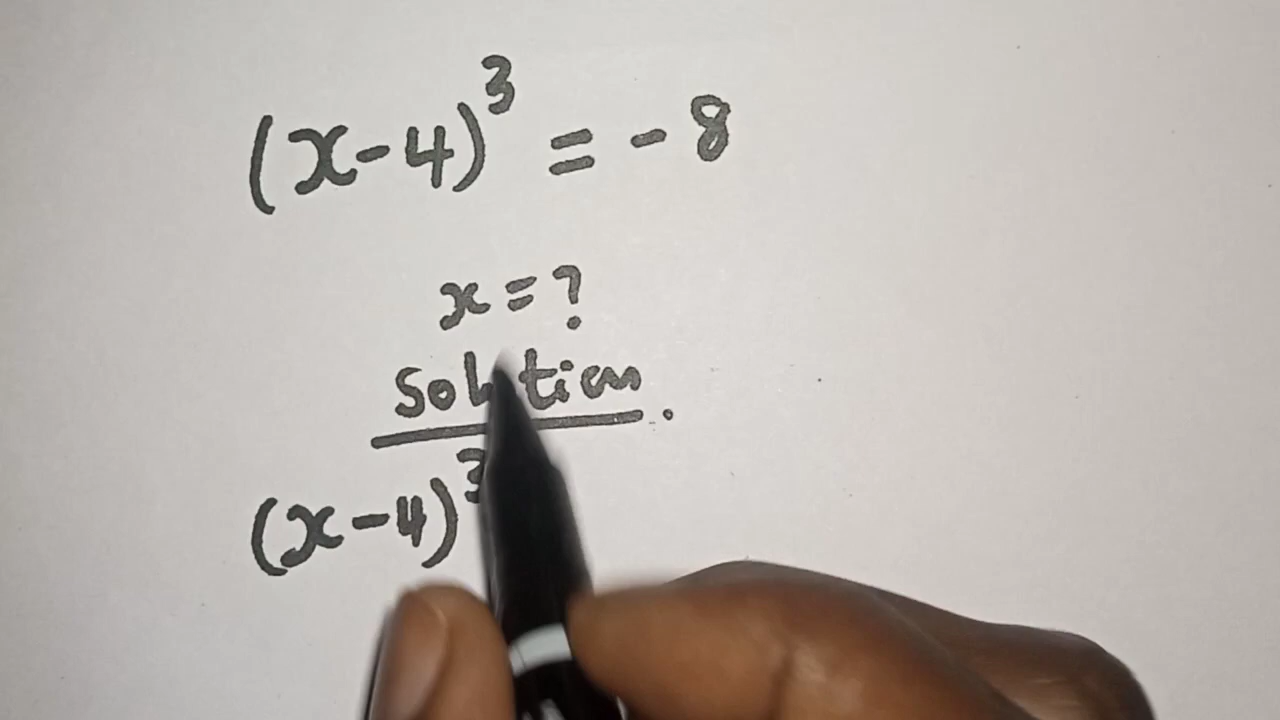 (x-4)³ = -8
x = ?
Solution.
(x-4)³